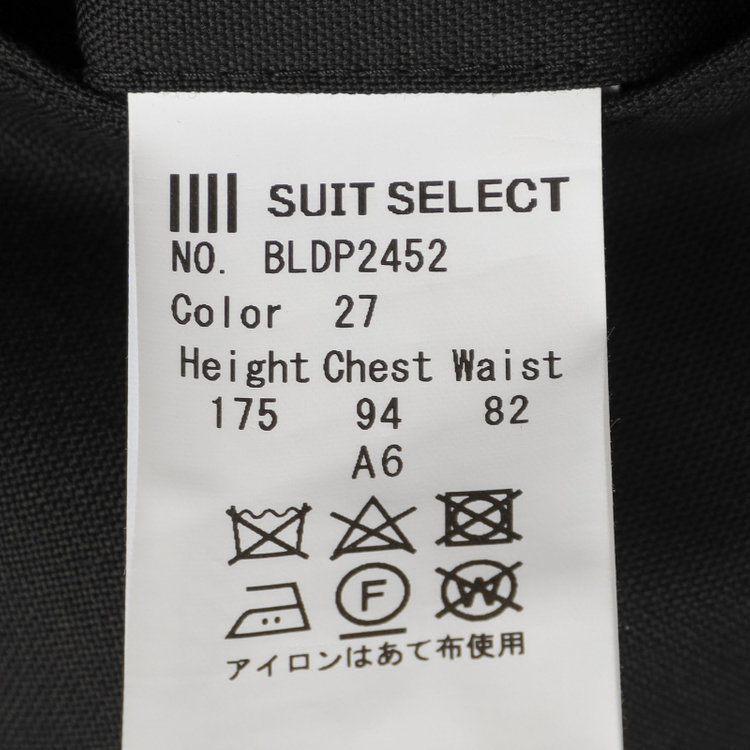 SUIT SELECT
NO. BLDP2452
Color 27
Height Chest Waist
175 94 82
A6
F W
アイロンはあて布使用